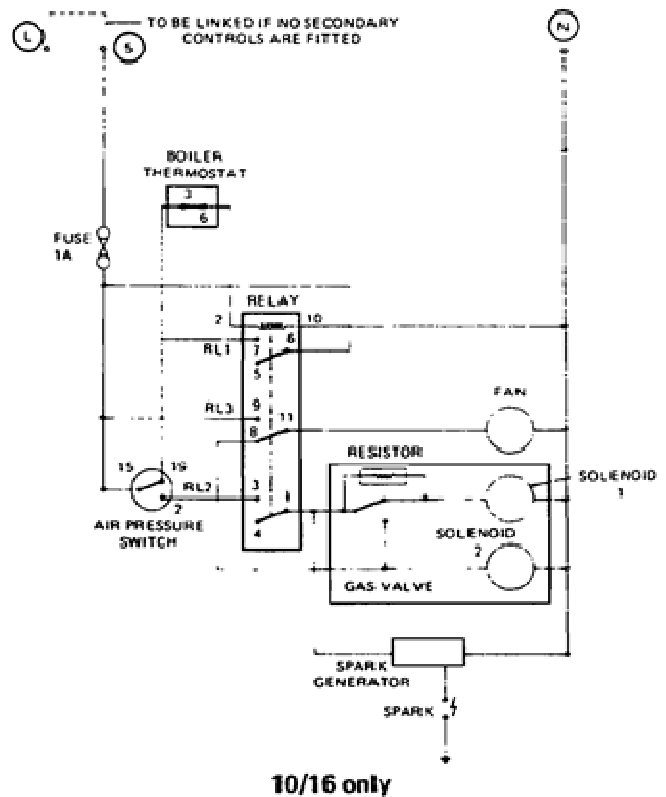 L
S
TO BE LINKED IF NO SECONDARY
CONTROLS ARE FITTED
N
BOILER
THERMOSTAT
3
6
FUSE
1A
RELAY
2
10
RL1
7
6
5
RL3
9
11
8
FAN
RESISTOR
15
19
RL2
3
1
SOLENOID
1
2
4
AIR PRESSURE
SWITCH
SOLENOID
2
GAS-VALVE
SPARK
GENERATOR
SPARK
10/16 only